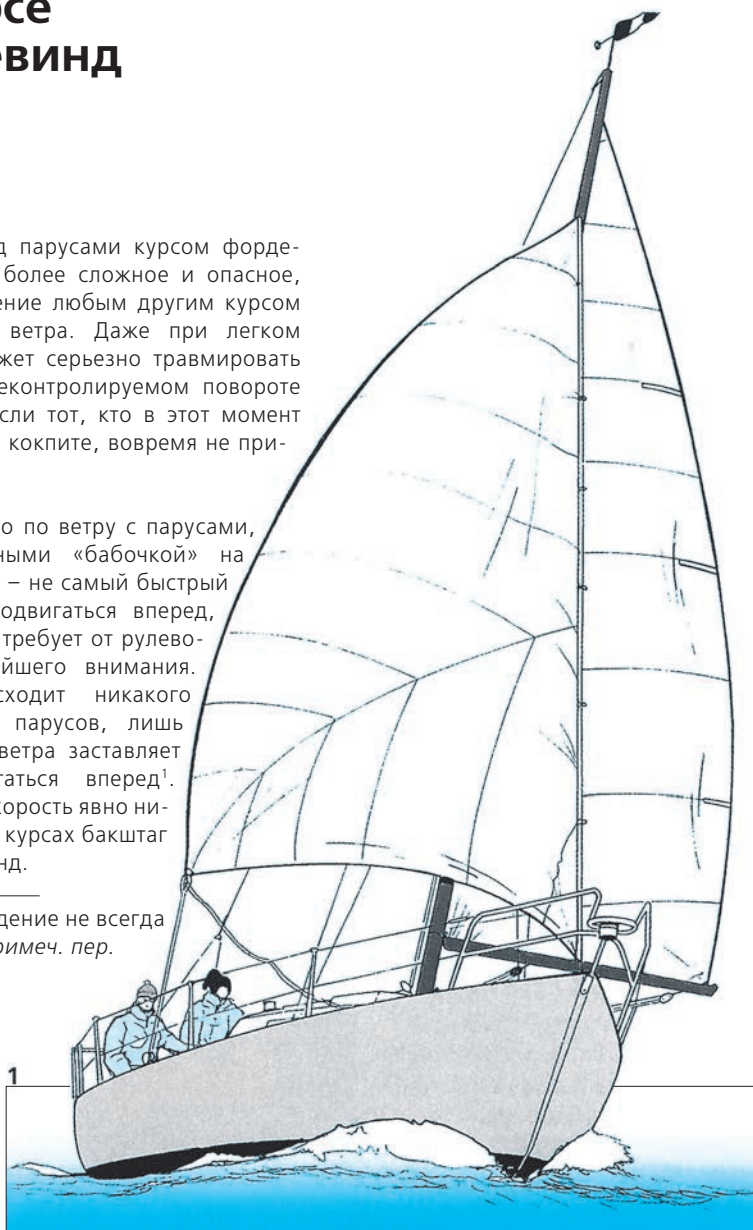 рсе
евинд
д парусами курсом форде-
более сложное и опасное,
ение любым другим курсом
ветра. Даже при легком
жет серьезно травмировать
еконтролируемом повороте
сли тот, кто в этот момент
кокпите, вовремя не при-
о по ветру с парусами,
ными «бабочкой» на
– не самый быстрый
одвигаться вперед,
требует от рулево-
йшего внимания.
сходит никакого
парусов, лишь
ветра заставляет
гаться вперед¹.
корость явно ни-
курсах бакштаг
нд.
дение не всегда
римеч. пер.
1